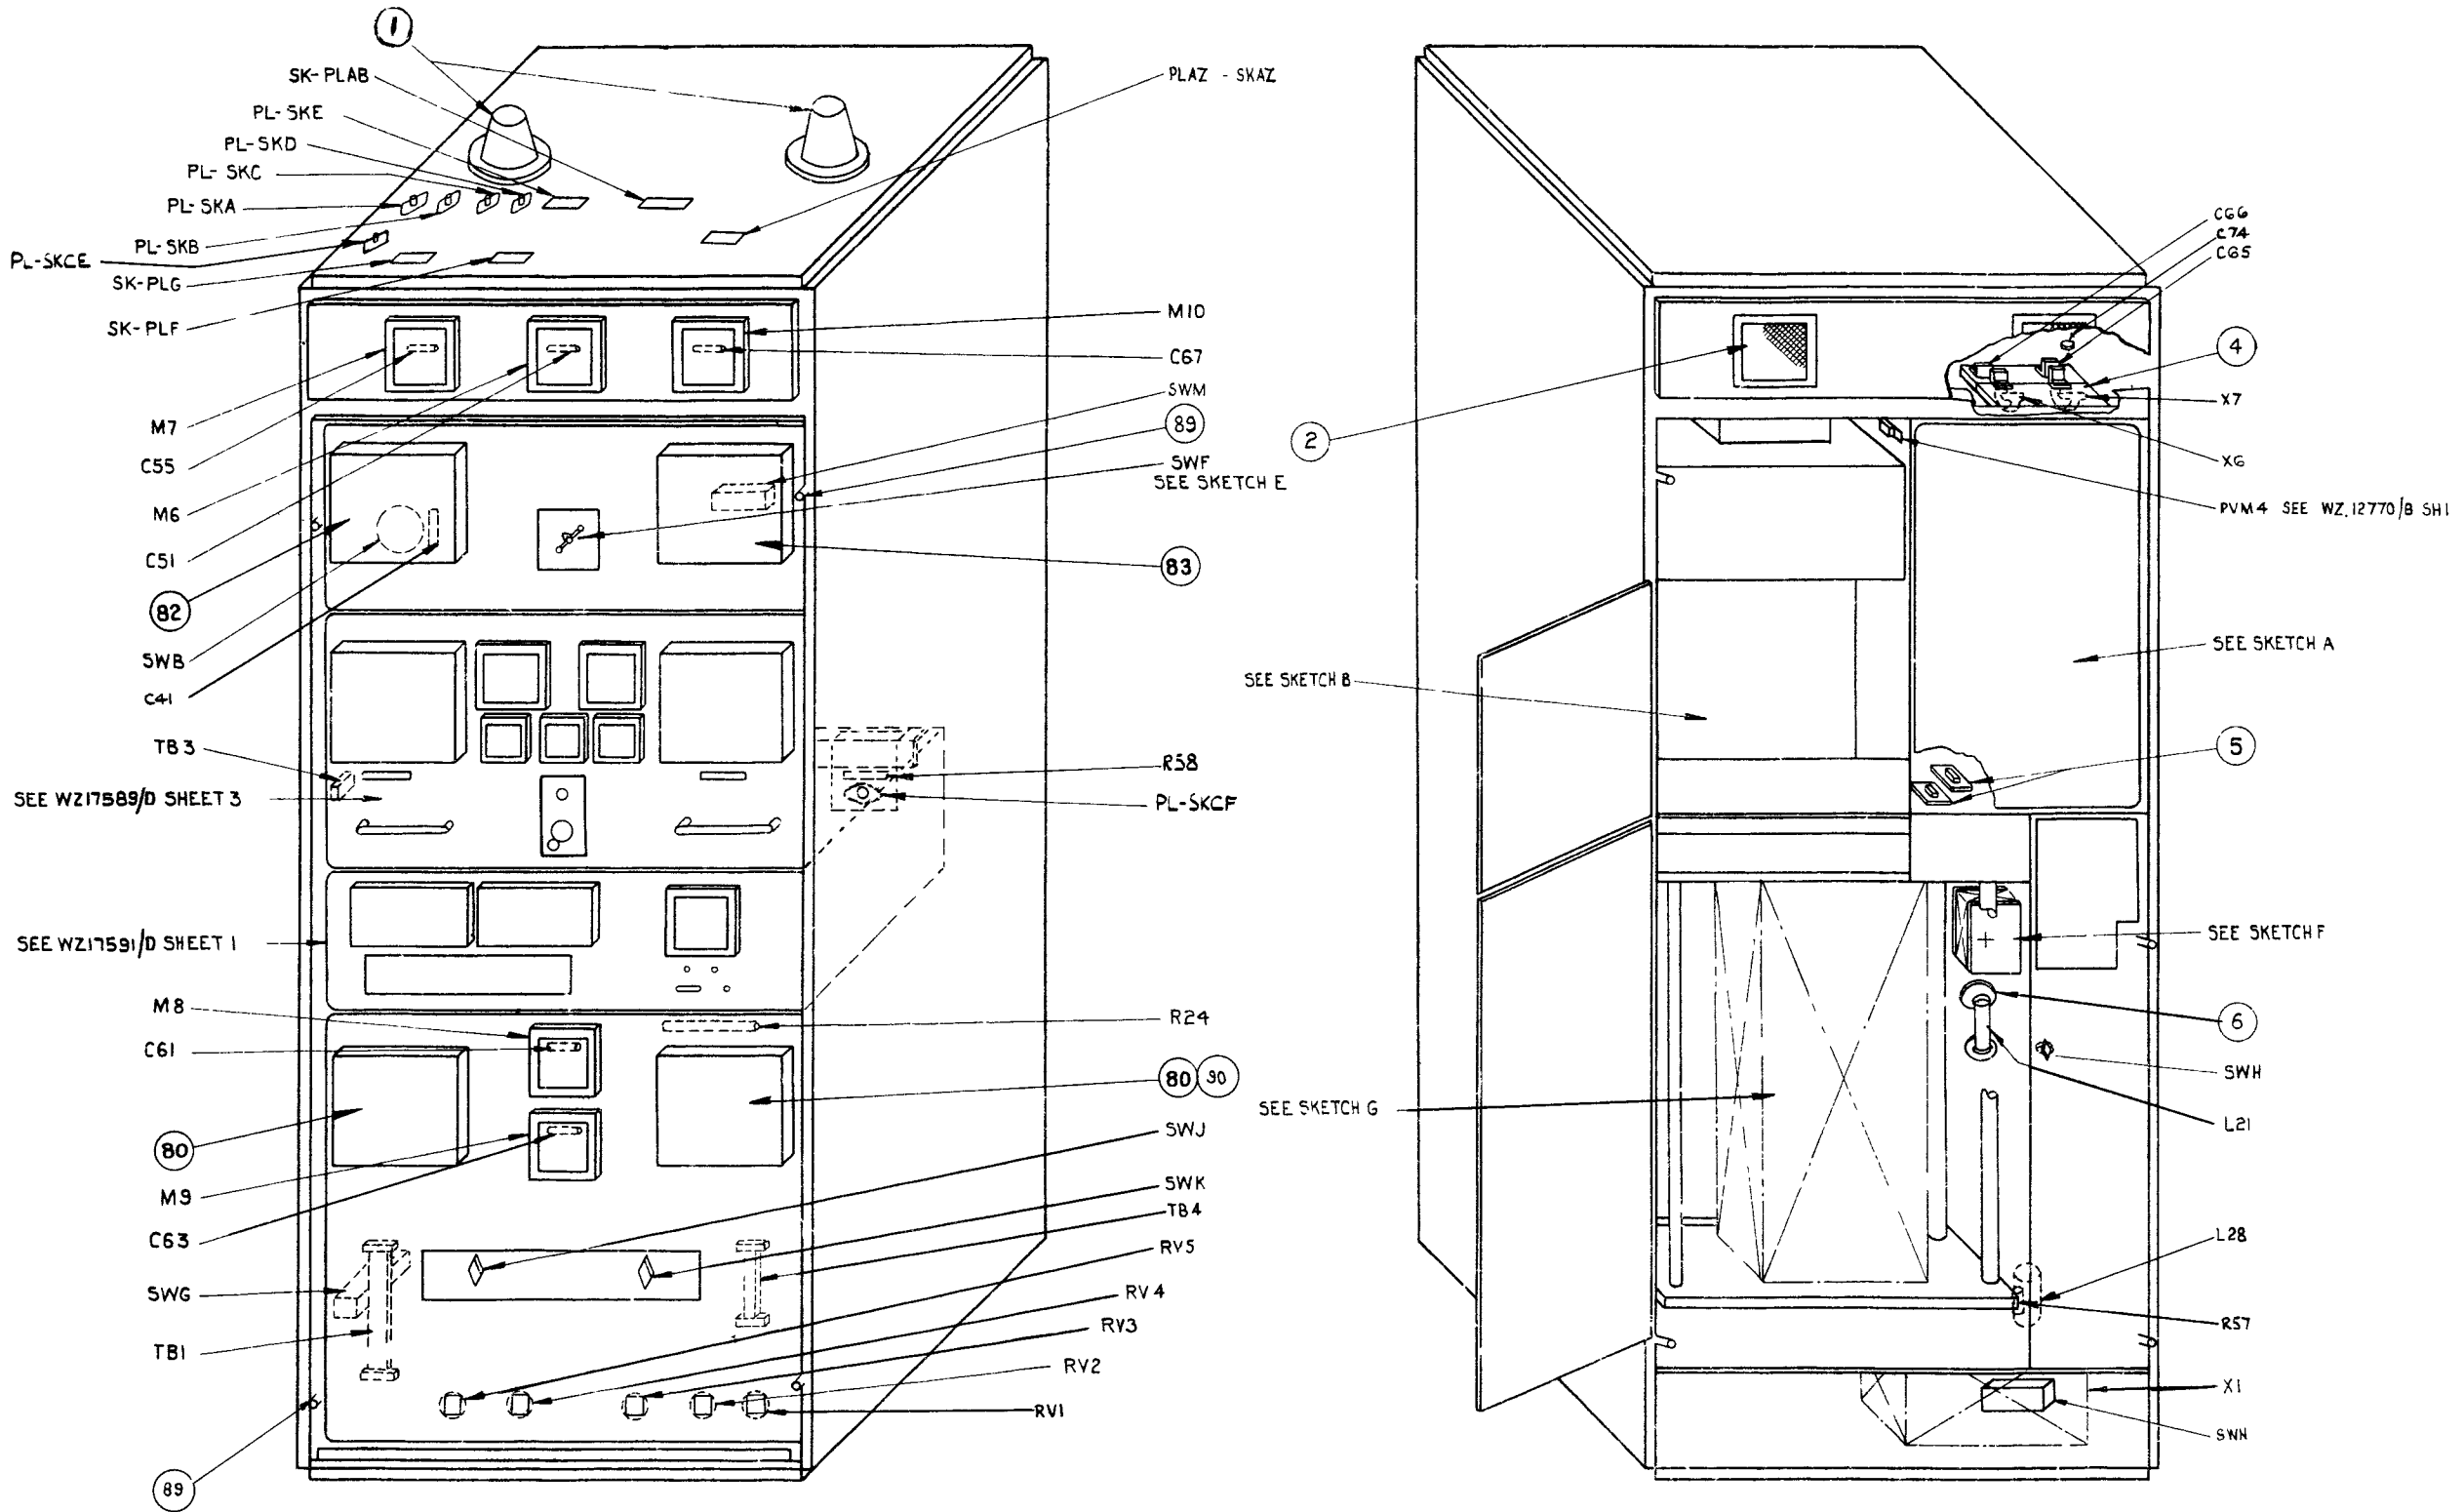 1
SK-PLAB
PL-SKE
PL-SKD
PL-SKC
PL-SKA
PL-SKB
PL-SKCE
SK-PLG
SK-PLF
M7
C55
M6
C51
82
SWB
C41
TB3
SEE WZ17589/D SHEET 3
SEE WZ17591/D SHEET 1
M8
C61
80
M9
C63
SWG
TB1
89
PLAZ - SKAZ
M10
C67
SWM
89
SWF
SEE SKETCH E
83
R58
PL-SKCF
R24
80 90
SWJ
SWK
TB4
RV5
RV4
RV3
RV2
RV1
2
SEE SKETCH B
SEE SKETCH G
C66
C74
C65
4
X7
X6
PVM4 SEE WZ.12770/B SH1
SEE SKETCH A
5
SEE SKETCH F
6
SWH
L21
L28
R57
X1
SWN